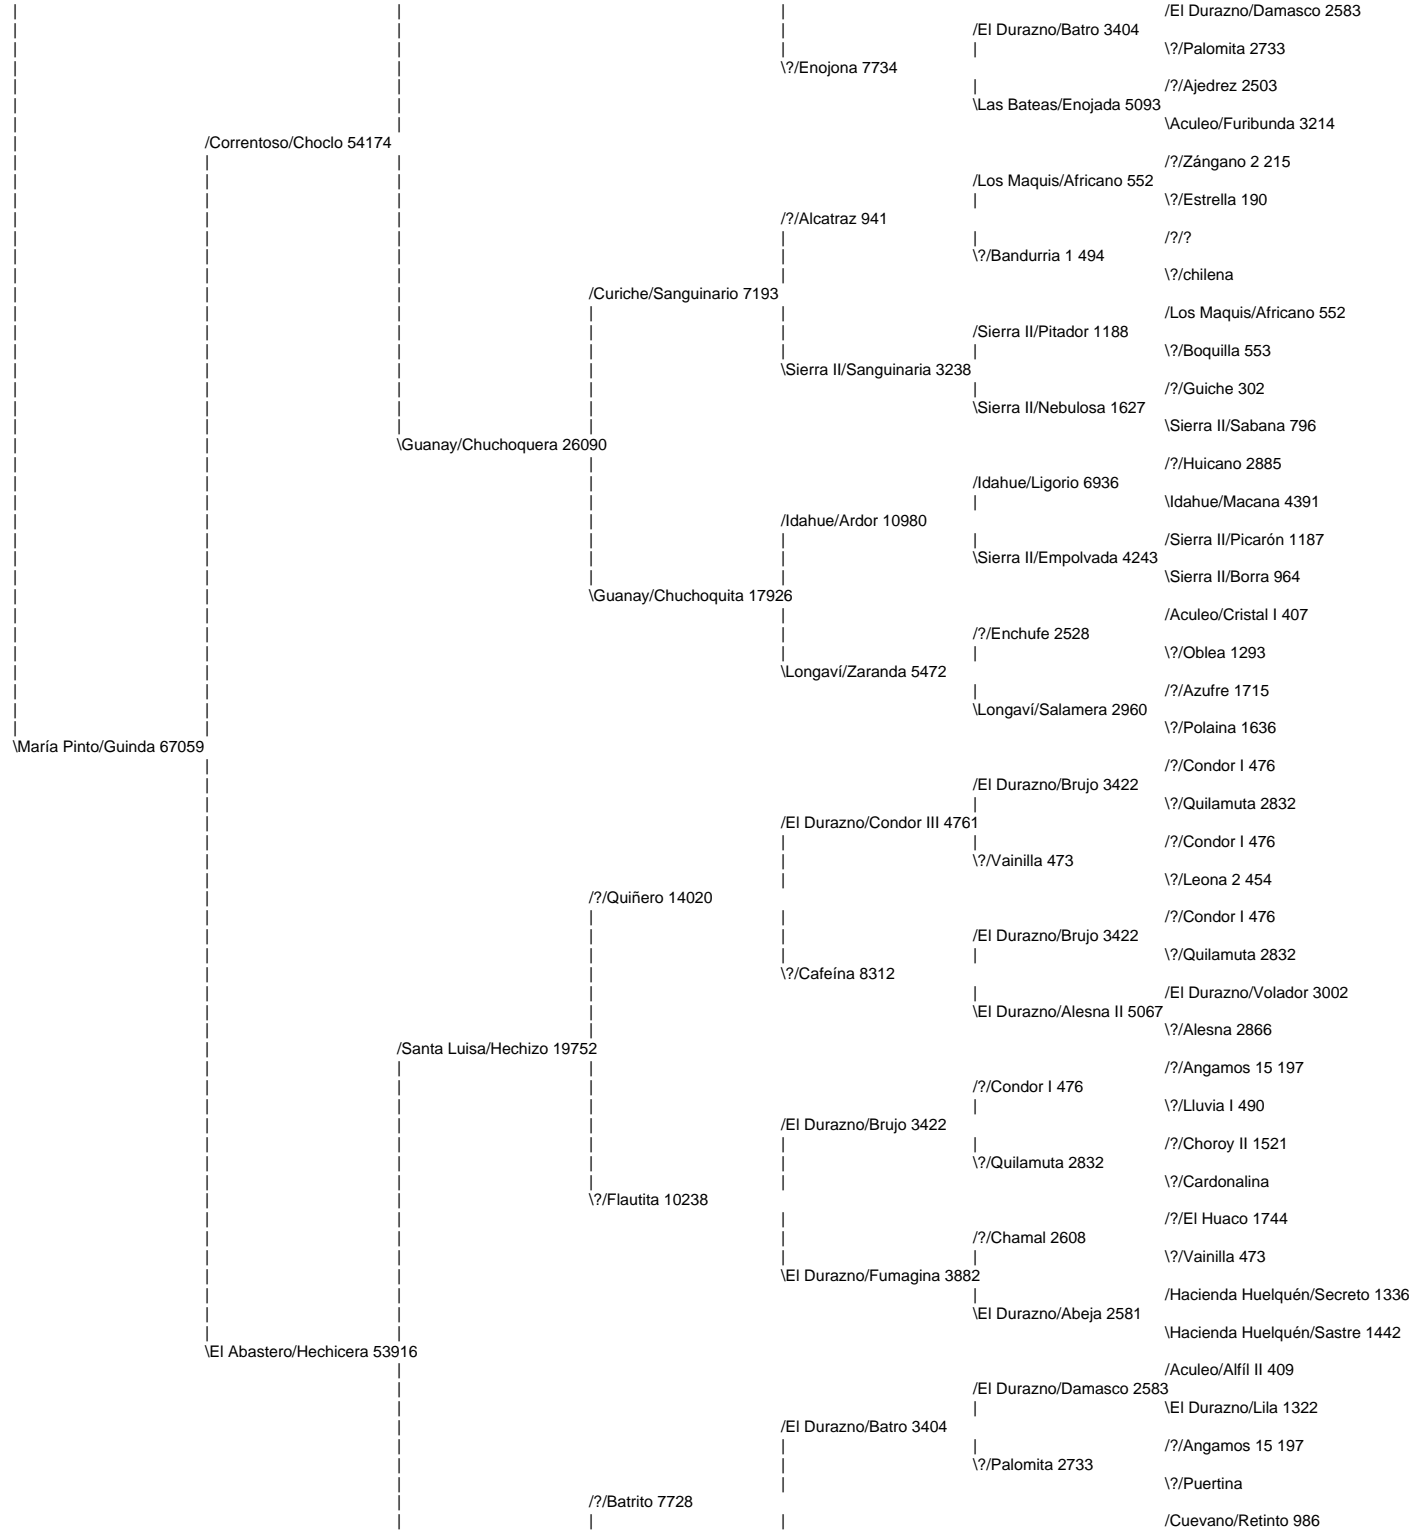 /El Durazno/Damasco 2583
/El Durazno/Batro 3404
\?/Palomita 2733
\?/Enojona 7734
/?/Ajedrez 2503
\Las Bateas/Enojada 5093
\Aculeo/Furibunda 3214
/Correntoso/Choclo 54174
/?/Zángano 2 215
/Los Maquis/Africano 552
\?/Estrella 190
/?/Alcatraz 941
/?/?
\?/Bandurria 1 494
\?/chilena
/Curiche/Sanguinario 7193
/Los Maquis/Africano 552
/Sierra II/Pitador 1188
\?/Boquilla 553
\Sierra II/Sanguinaria 3238
/?/Guiche 302
\Sierra II/Nebulosa 1627
\Sierra II/Sabana 796
\Guanay/Chuchoquera 26090
/?/Huicano 2885
/Idahue/Ligorio 6936
\Idahue/Macana 4391
/Idahue/Ardor 10980
/Sierra II/Picarón 1187
\Sierra II/Empolvada 4243
\Sierra II/Borra 964
\Guanay/Chuchoquita 17926
/Aculeo/Cristal I 407
/?/Enchufe 2528
\?/Oblea 1293
\Longaví/Zaranda 5472
/?/Azufre 1715
\Longaví/Salamera 2960
\?/Polaina 1636
\María Pinto/Guinda 67059
/?/Condor I 476
/El Durazno/Brujo 3422
\?/Quilamuta 2832
/El Durazno/Condor III 4761
/?/Condor I 476
\?/Vainilla 473
\?/Leona 2 454
/?/Quiñero 14020
/?/Condor I 476
/El Durazno/Brujo 3422
\?/Quilamuta 2832
\?/Cafeína 8312
/El Durazno/Volador 3002
\El Durazno/Alesna II 5067
\?/Alesna 2866
/Santa Luisa/Hechizo 19752
/?/Angamos 15 197
/?/Condor I 476
\?/Lluvia I 490
/El Durazno/Brujo 3422
/?/Choroy II 1521
\?/Quilamuta 2832
\?/Cardonalina
\?/Flautita 10238
/?/El Huaco 1744
/?/Chamal 2608
\?/Vainilla 473
\El Durazno/Fumagina 3882
/Hacienda Huelquén/Secreto 1336
\El Durazno/Abeja 2581
\Hacienda Huelquén/Sastre 1442
\El Abastero/Hechicera 53916
/Aculeo/Alfíl II 409
/El Durazno/Damasco 2583
\El Durazno/Lila 1322
/El Durazno/Batro 3404
/?/Angamos 15 197
\?/Palomita 2733
\?/Puertina
/?/Batrito 7728
/Cuevano/Retinto 986